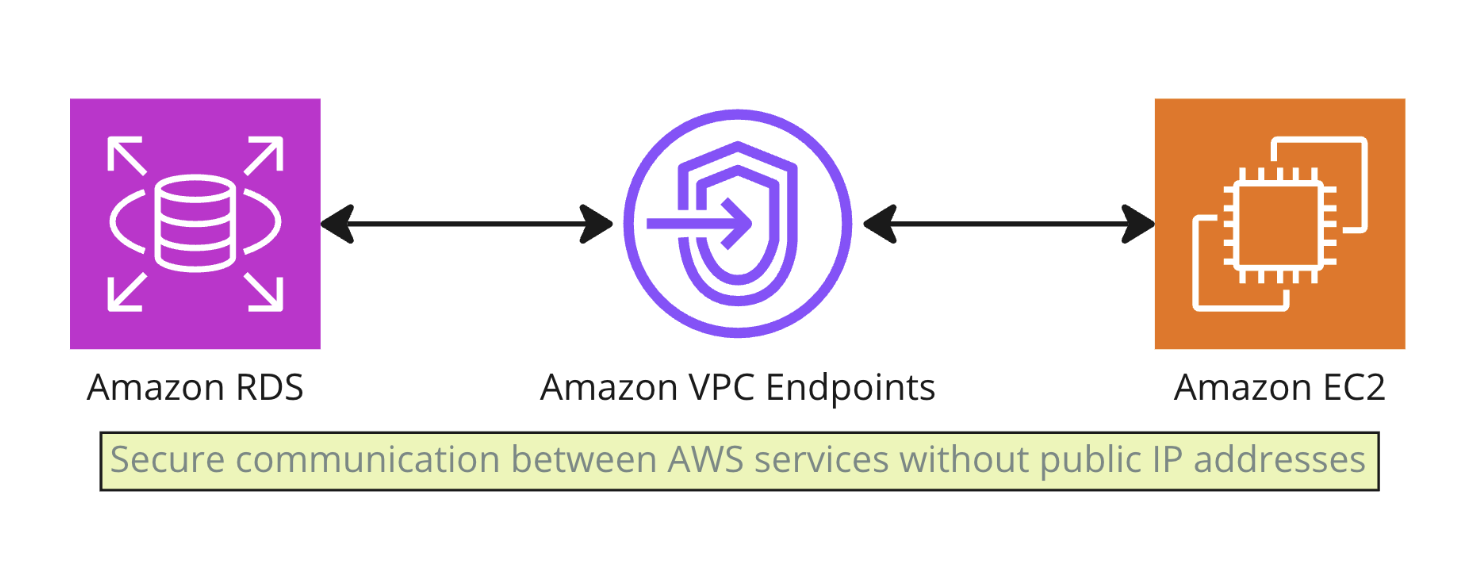 Amazon RDS
Amazon VPC Endpoints
Amazon EC2
Secure communication between AWS services without public IP addresses